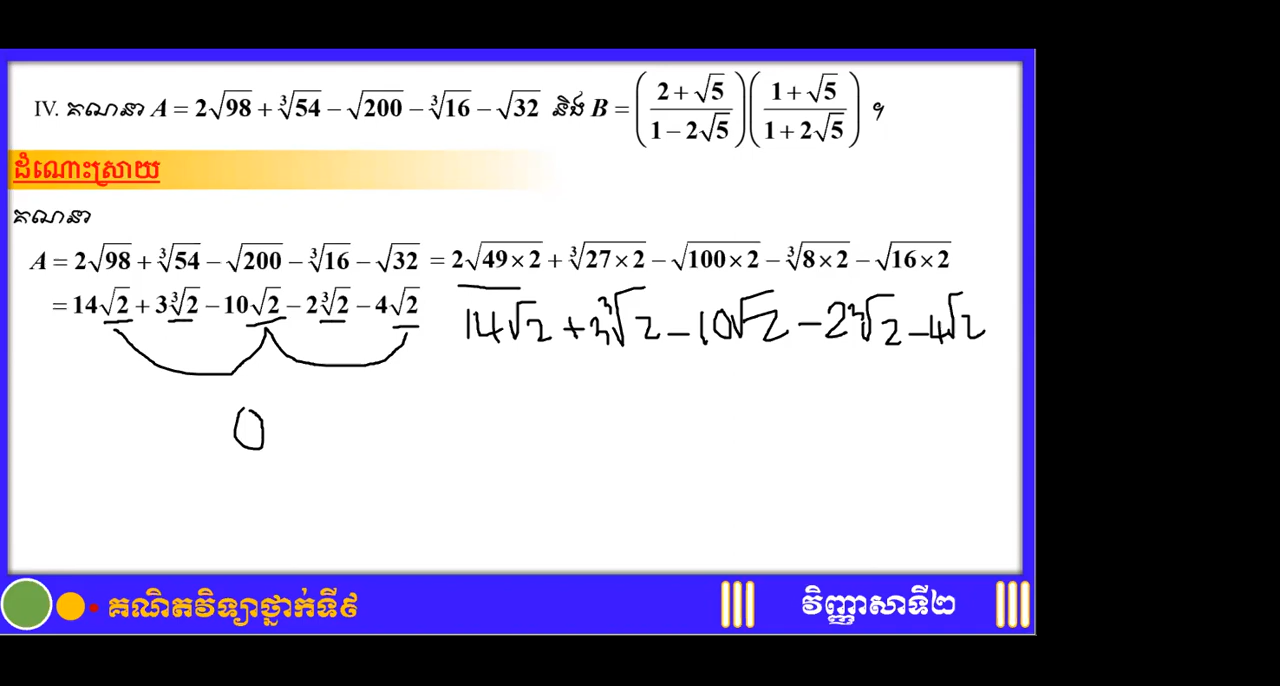 IV. គណនា A = 2√98 + ∛54 − √200 − ∛16 − √32 និង B = ((2 + √5)/(1 − 2√5))((1 + √5)/(1 + 2√5)) ។
ដំណោះស្រាយ
គណនា
A = 2√98 + ∛54 − √200 − ∛16 − √32 = 2√(49 × 2) + ∛(27 × 2) − √(100 × 2) − ∛(8 × 2) − √(16 × 2)
= 14√2 + 3∛2 − 10√2 − 2∛2 − 4√2
14√2 + 3∛2 − 10√2 − 2∛2 − 4√2
0
គណិតវិទ្យាថ្នាក់ទី៩
វិញ្ញាសាទី២